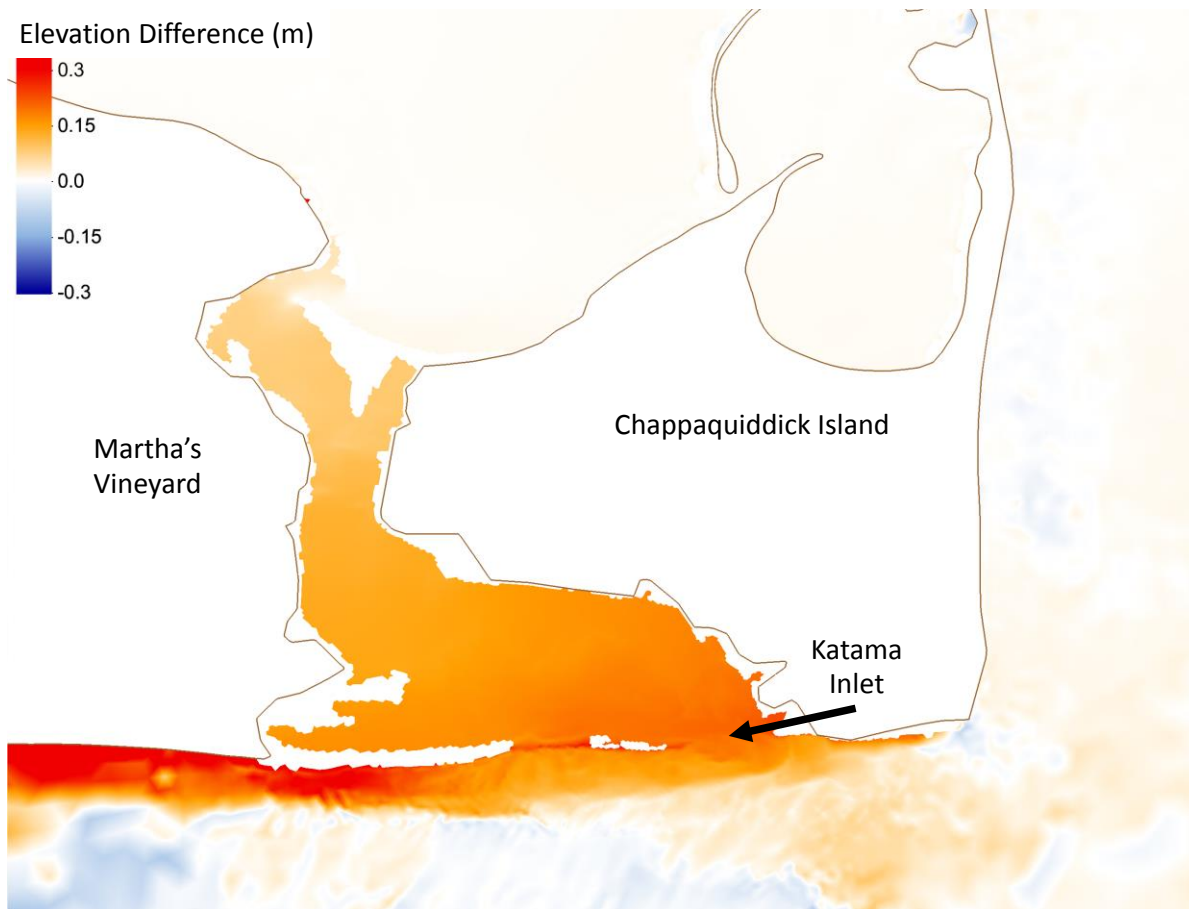 Elevation Difference (m)
0.3
0.15
0.0
-0.15
-0.3
Martha's
Vineyard
Chappaquiddick Island
Katama
Inlet